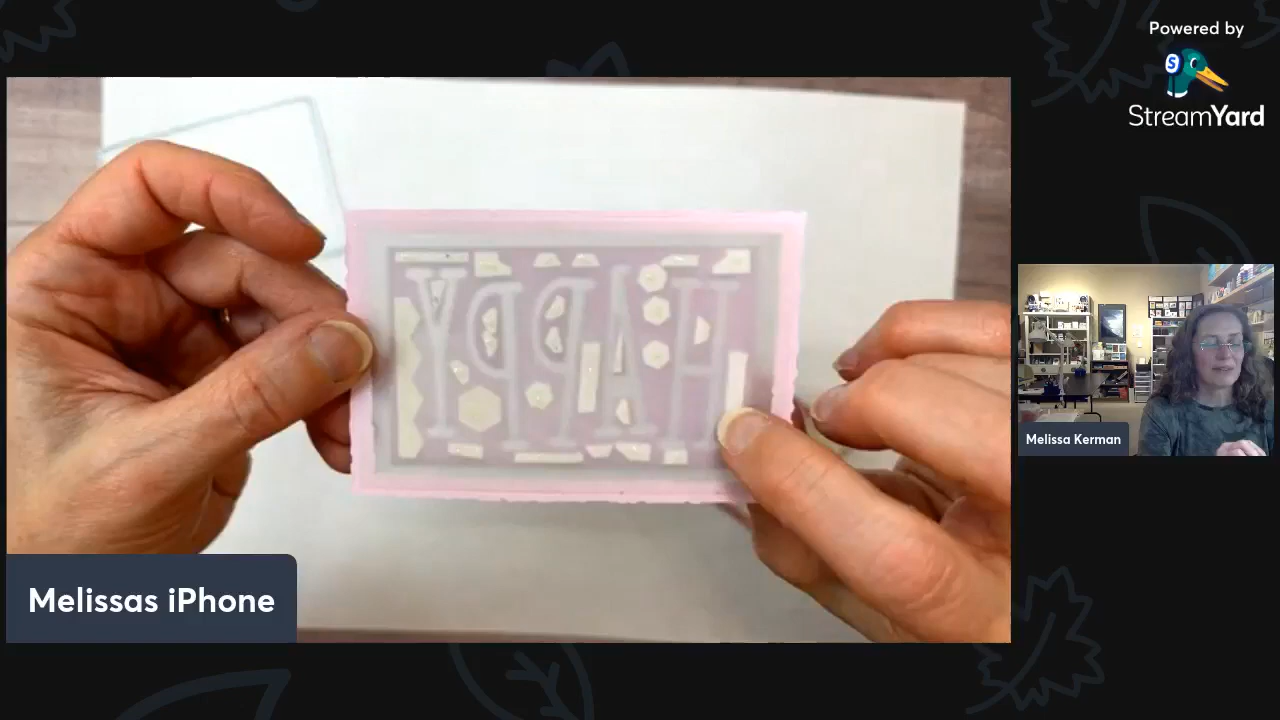 Powered by
S
StreamYard
HAPPY
Melissa Kerman
Melissas iPhone